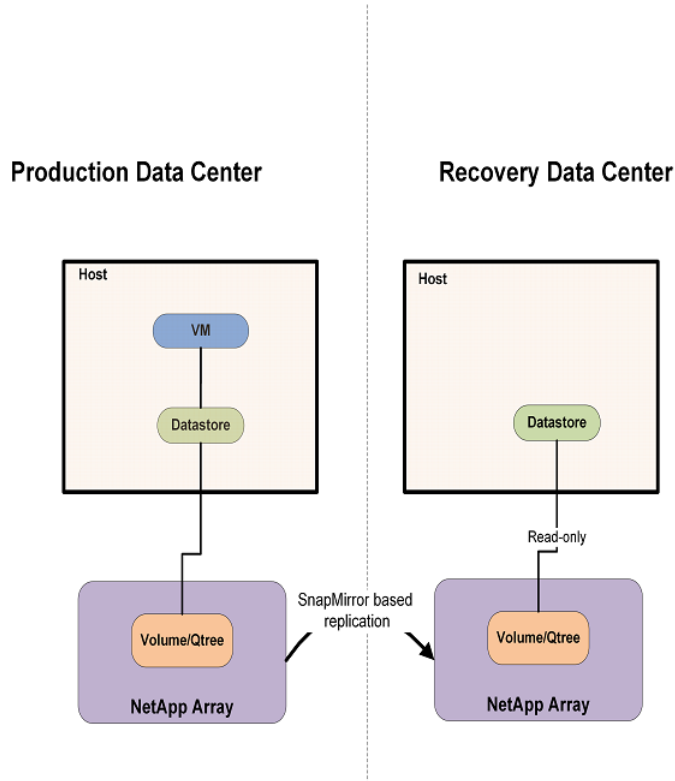 Production Data Center
Recovery Data Center
Host
VM
Datastore
Volume/Qtree
NetApp Array
SnapMirror based
replication
Host
Datastore
Read-only
Volume/Qtree
NetApp Array